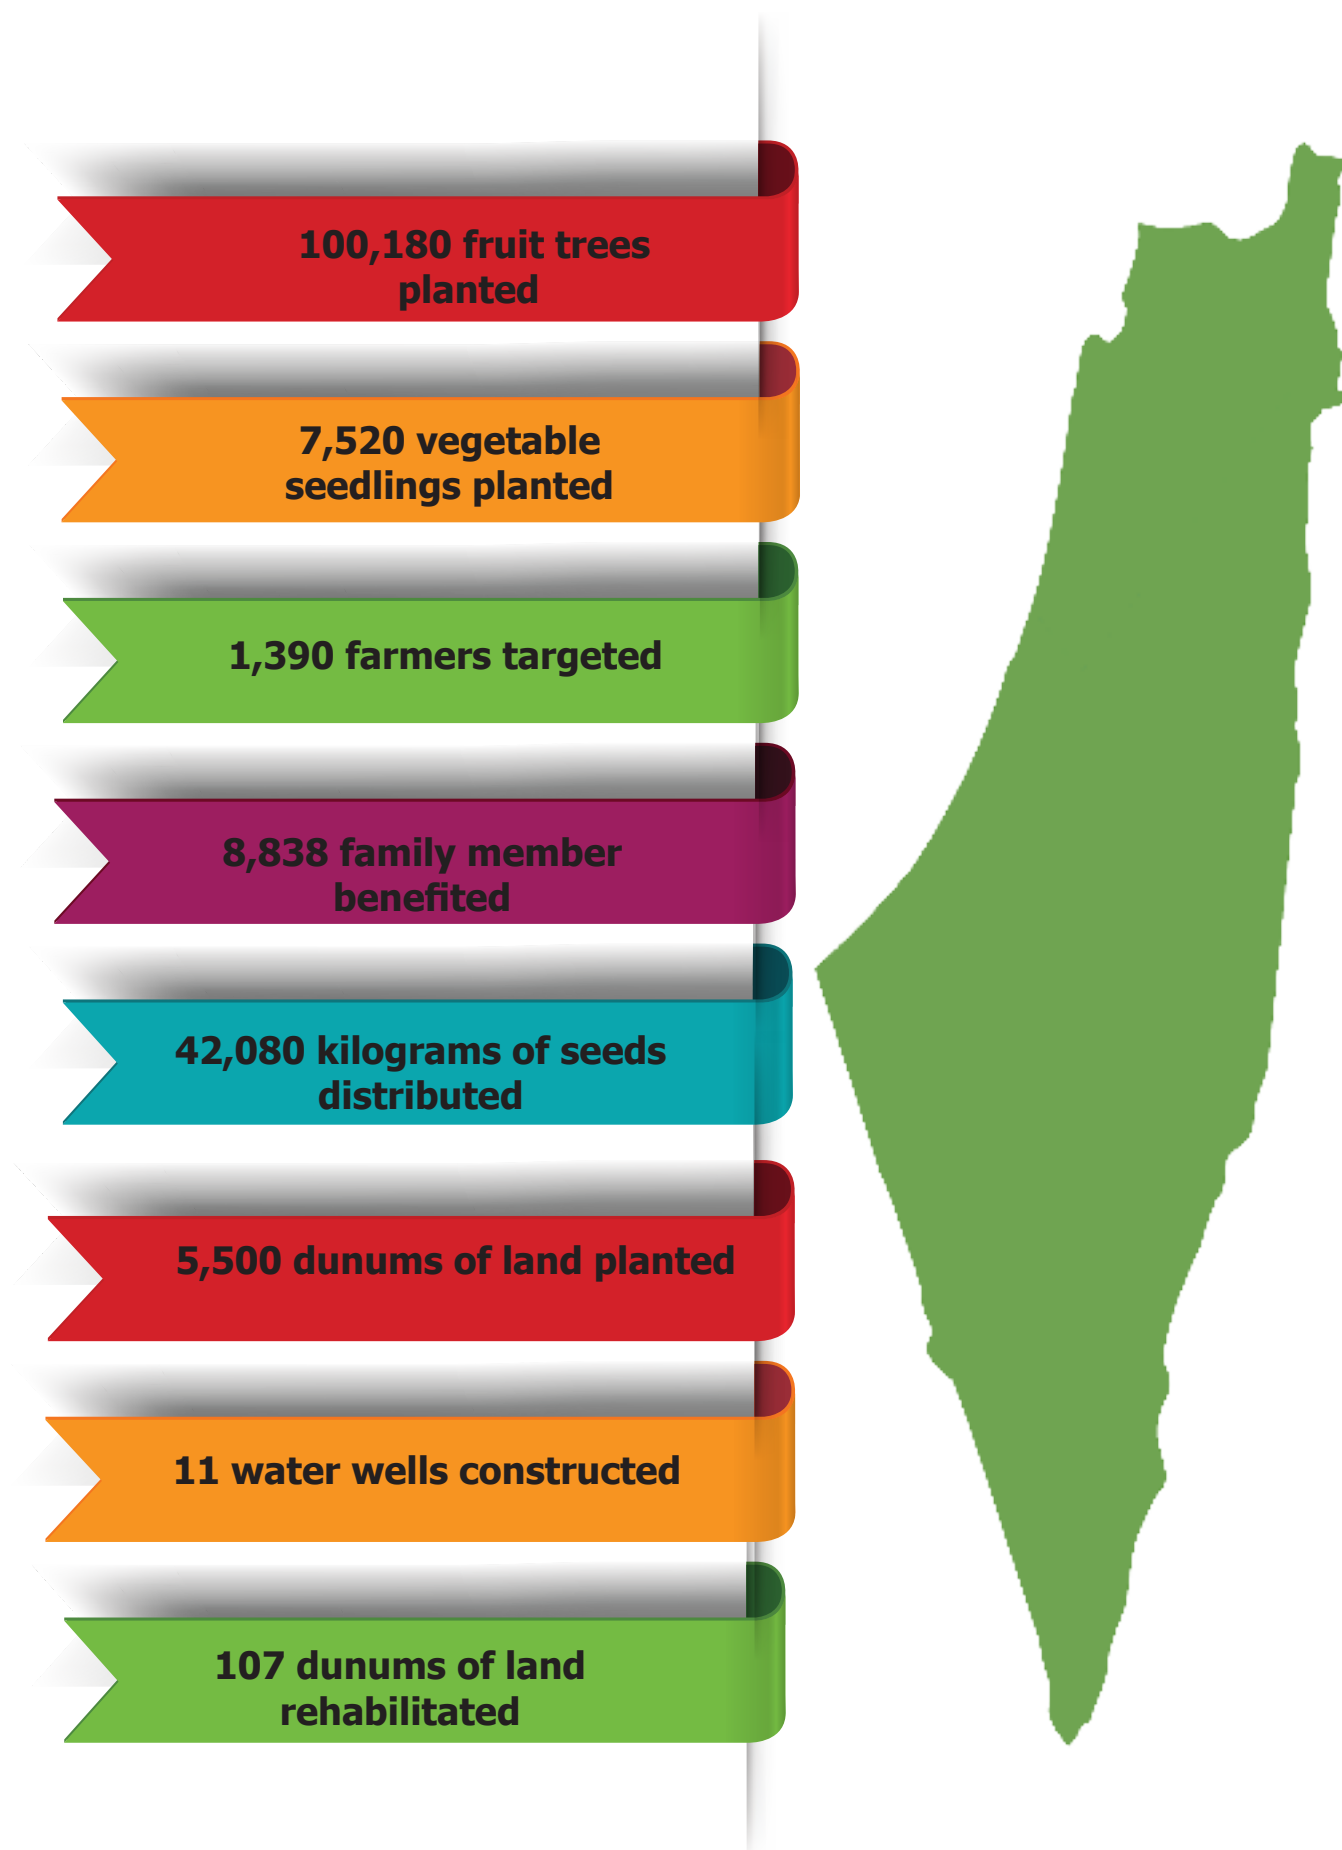 100,180 fruit trees
planted
7,520 vegetable
seedlings planted
1,390 farmers targeted
8,838 family member
benefited
42,080 kilograms of seeds
distributed
5,500 dunums of land planted
11 water wells constructed
107 dunums of land
rehabilitated